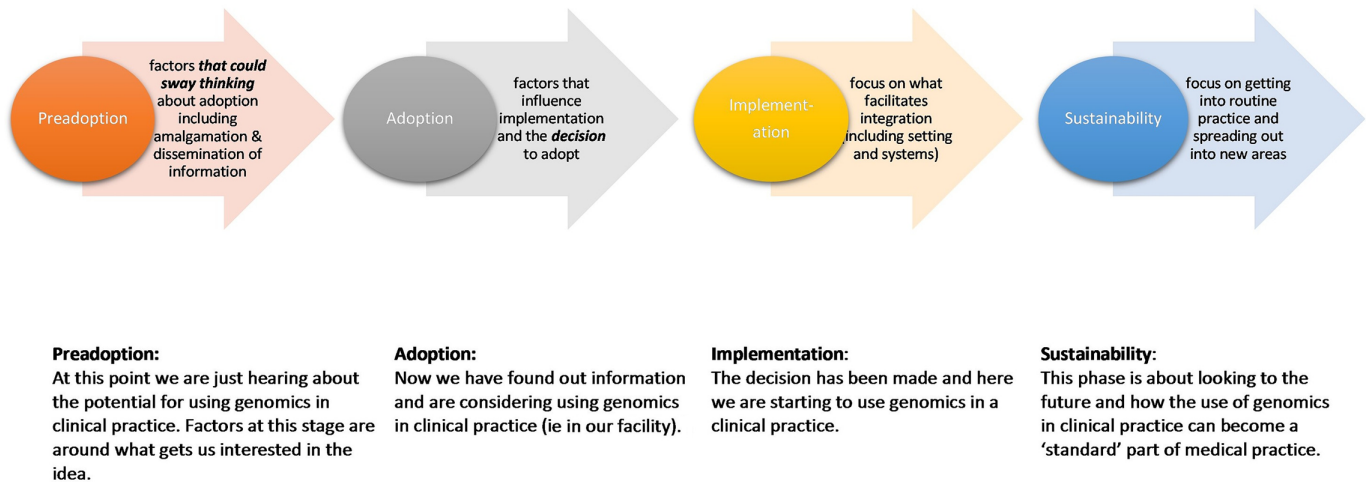 Preadoption
factors that could
sway thinking
about adoption
including
amalgamation &
dissemination of
information
Adoption
factors that
influence
implementation
and the decision
to adopt
Implement-
ation
focus on what
facilitates
integration
(including setting
and systems)
Sustainability
focus on getting
into routine
practice and
spreading out
into new areas
Preadoption:
At this point we are just hearing about
the potential for using genomics in
clinical practice. Factors at this stage are
around what gets us interested in the
idea.
Adoption:
Now we have found out information
and are considering using genomics
in clinical practice (ie in our facility).
Implementation:
The decision has been made and here
we are starting to use genomics in a
clinical practice.
Sustainability:
This phase is about looking to the
future and how the use of genomics
in clinical practice can become a
‘standard’ part of medical practice.